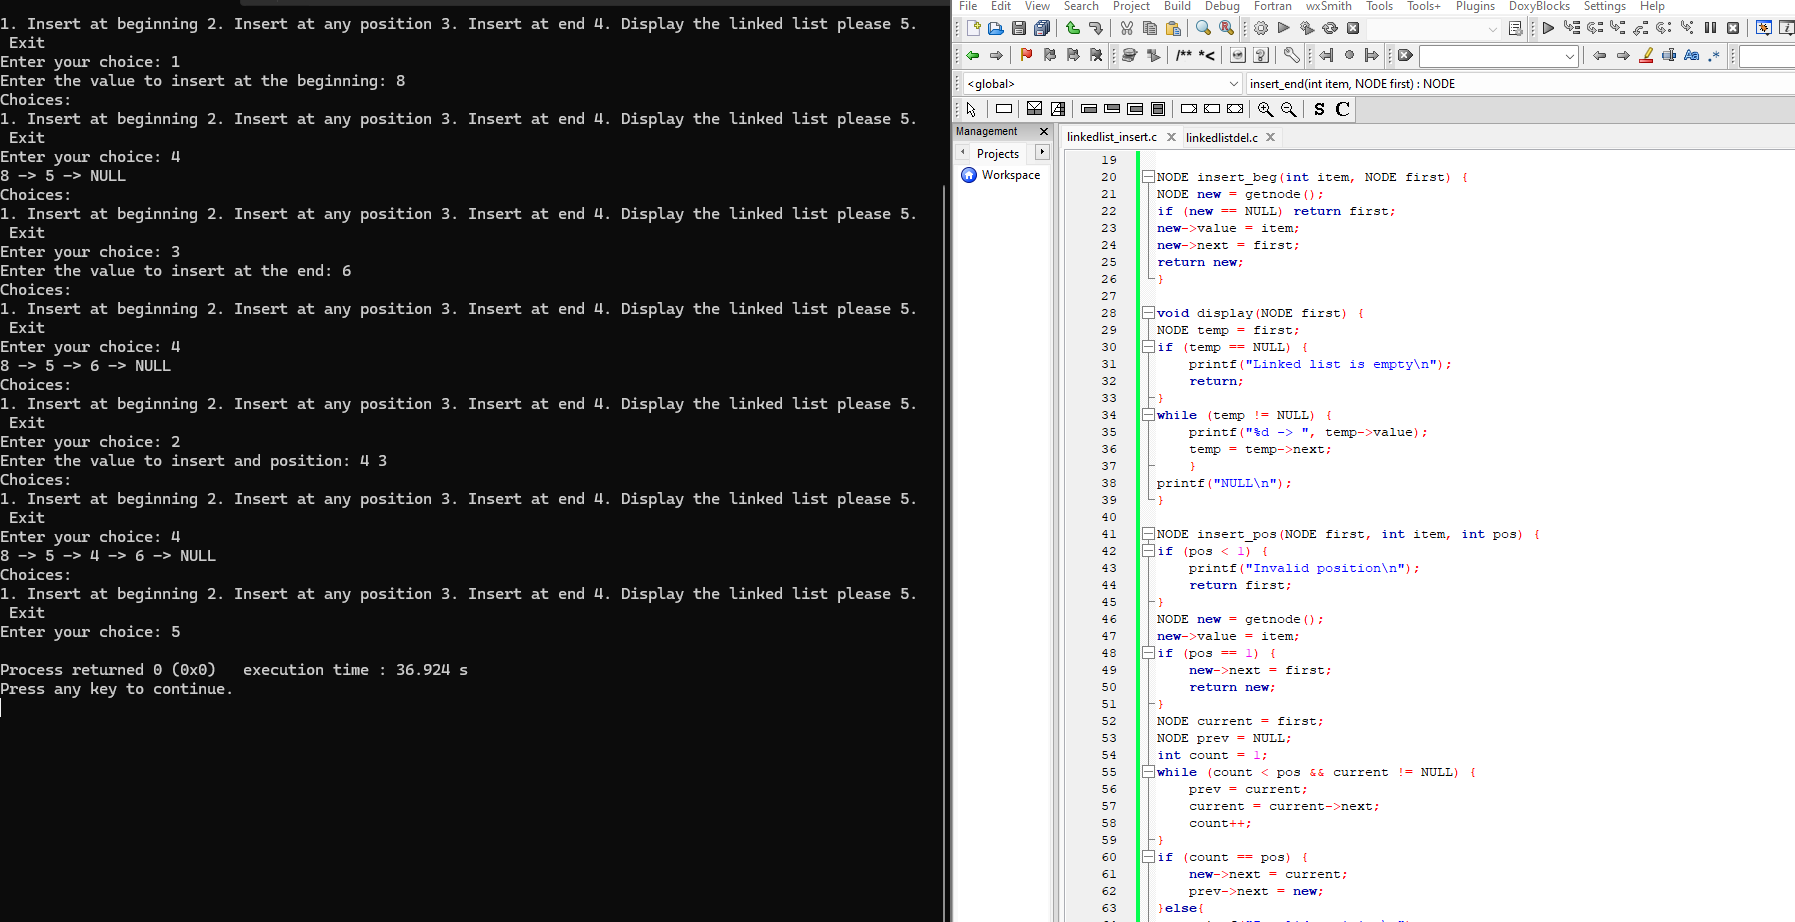 1. Insert at beginning 2. Insert at any position 3. Insert at end 4. Display the linked list please 5.
 Exit
Enter your choice: 1
Enter the value to insert at the beginning: 8
Choices:
1. Insert at beginning 2. Insert at any position 3. Insert at end 4. Display the linked list please 5.
 Exit
Enter your choice: 4
8 -> 5 -> NULL
Choices:
1. Insert at beginning 2. Insert at any position 3. Insert at end 4. Display the linked list please 5.
 Exit
Enter your choice: 3
Enter the value to insert at the end: 6
Choices:
1. Insert at beginning 2. Insert at any position 3. Insert at end 4. Display the linked list please 5.
 Exit
Enter your choice: 4
8 -> 5 -> 6 -> NULL
Choices:
1. Insert at beginning 2. Insert at any position 3. Insert at end 4. Display the linked list please 5.
 Exit
Enter your choice: 2
Enter the value to insert and position: 4 3
Choices:
1. Insert at beginning 2. Insert at any position 3. Insert at end 4. Display the linked list please 5.
 Exit
Enter your choice: 4
8 -> 5 -> 4 -> 6 -> NULL
Choices:
1. Insert at beginning 2. Insert at any position 3. Insert at end 4. Display the linked list please 5.
 Exit
Enter your choice: 5
Process returned 0 (0x0)   execution time : 36.924 s
Press any key to continue.
File Edit View Search Project Build Debug Fortran wxSmith Tools Tools+ Plugins DoxyBlocks Settings Help
/** *<
Aa .*
<global> insert_end(int item, NODE first) : NODE
S C
Management
Projects
Workspace
linkedlist_insert.c linkedlistdel.c
19
20 NODE insert_beg(int item, NODE first) {
21 NODE new = getnode();
22 if (new == NULL) return first;
23 new->value = item;
24 new->next = first;
25 return new;
26 }
27
28 void display(NODE first) {
29 NODE temp = first;
30 if (temp == NULL) {
31     printf("Linked list is empty\n");
32     return;
33 }
34 while (temp != NULL) {
35     printf("%d -> ", temp->value);
36     temp = temp->next;
37     }
38 printf("NULL\n");
39 }
40
41 NODE insert_pos(NODE first, int item, int pos) {
42 if (pos < 1) {
43     printf("Invalid position\n");
44     return first;
45 }
46 NODE new = getnode();
47 new->value = item;
48 if (pos == 1) {
49     new->next = first;
50     return new;
51 }
52 NODE current = first;
53 NODE prev = NULL;
54 int count = 1;
55 while (count < pos && current != NULL) {
56     prev = current;
57     current = current->next;
58     count++;
59 }
60 if (count == pos) {
61     new->next = current;
62     prev->next = new;
63 }else{